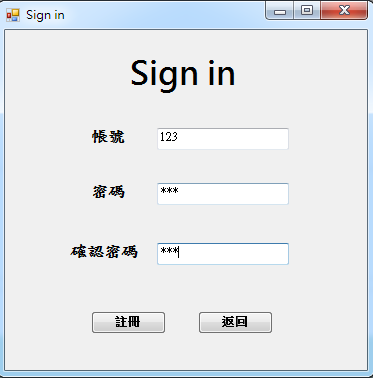 Sign in
Sign in
帳號 123
密碼 ***
確認密碼 ***
註冊 返回